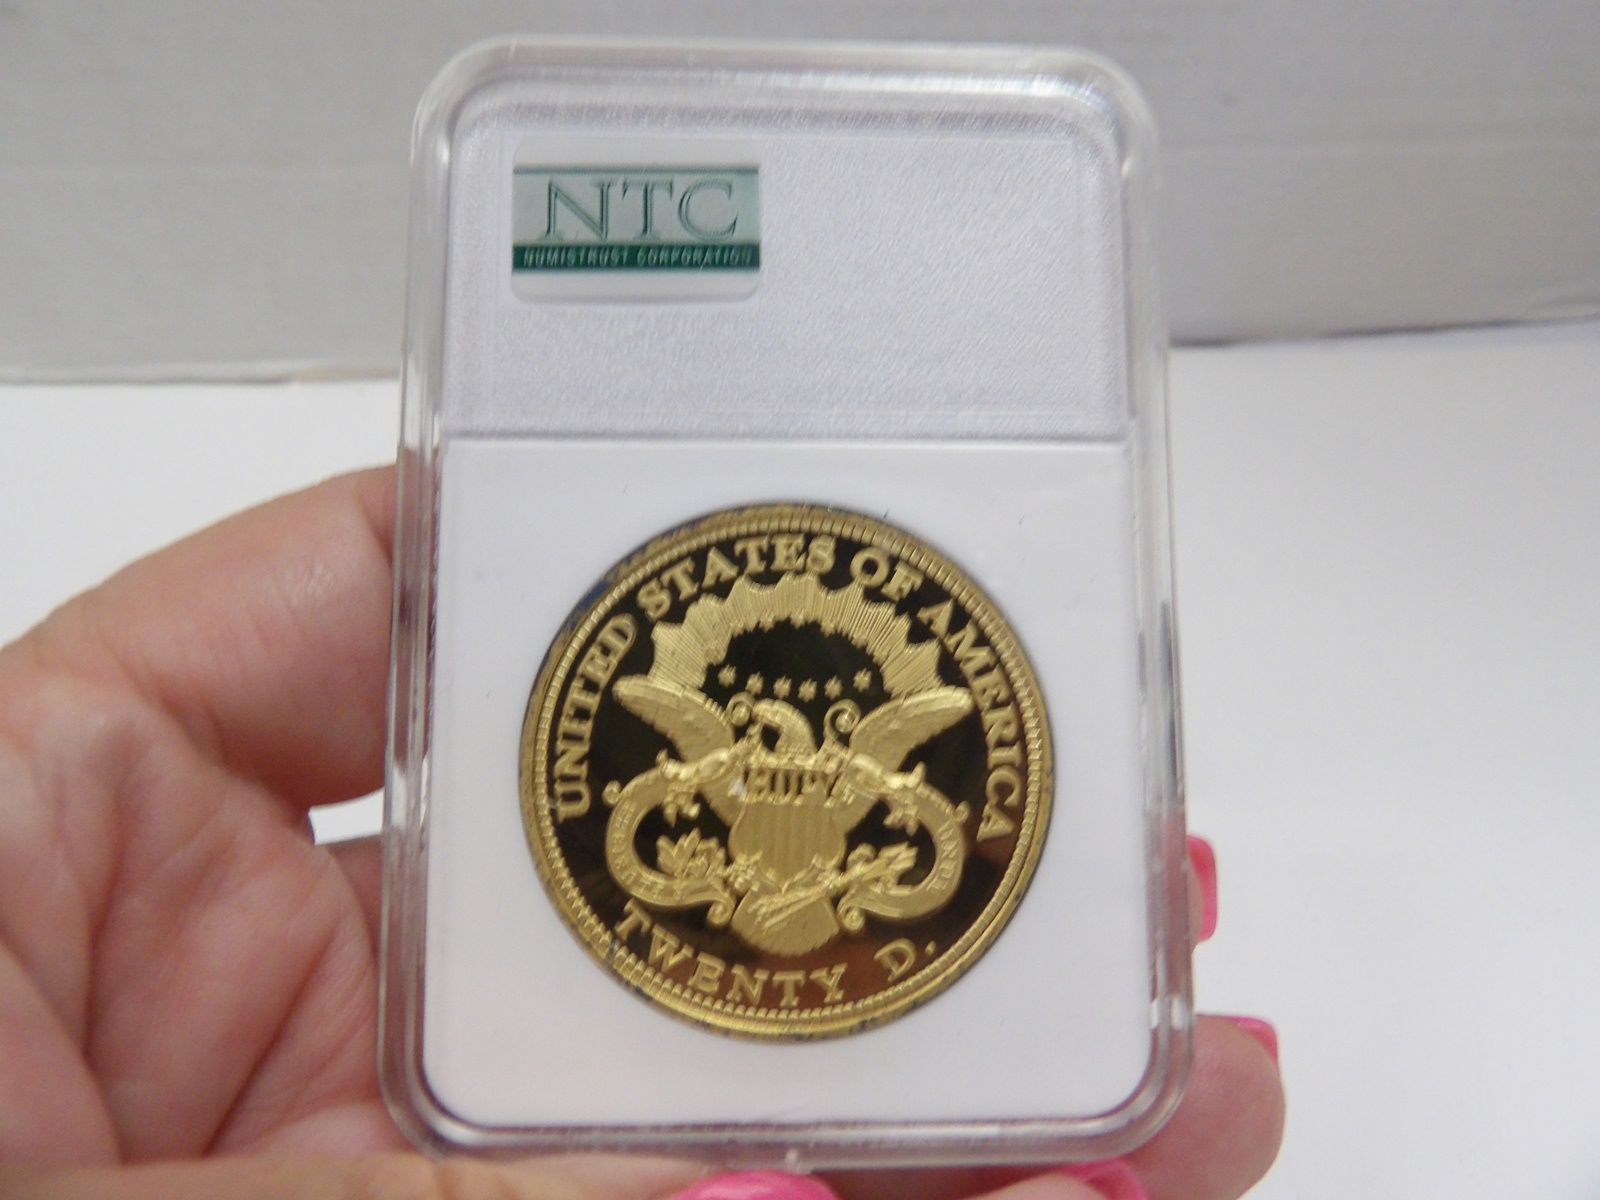 NTC
NUMISTRUST CORPORATION
UNITED STATES OF AMERICA
COPY
TWENTY D.